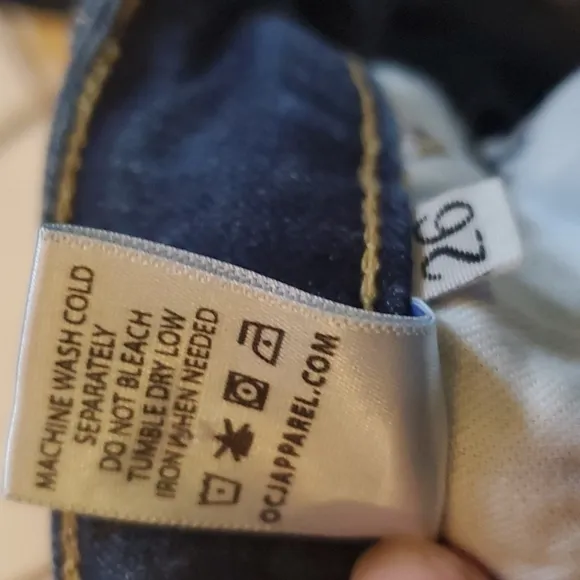 MACHINE WASH COLD
SEPARATELY
DO NOT BLEACH
TUMBLE DRY LOW
IRON WHEN NEEDED
OCJAPPAREL.COM
26